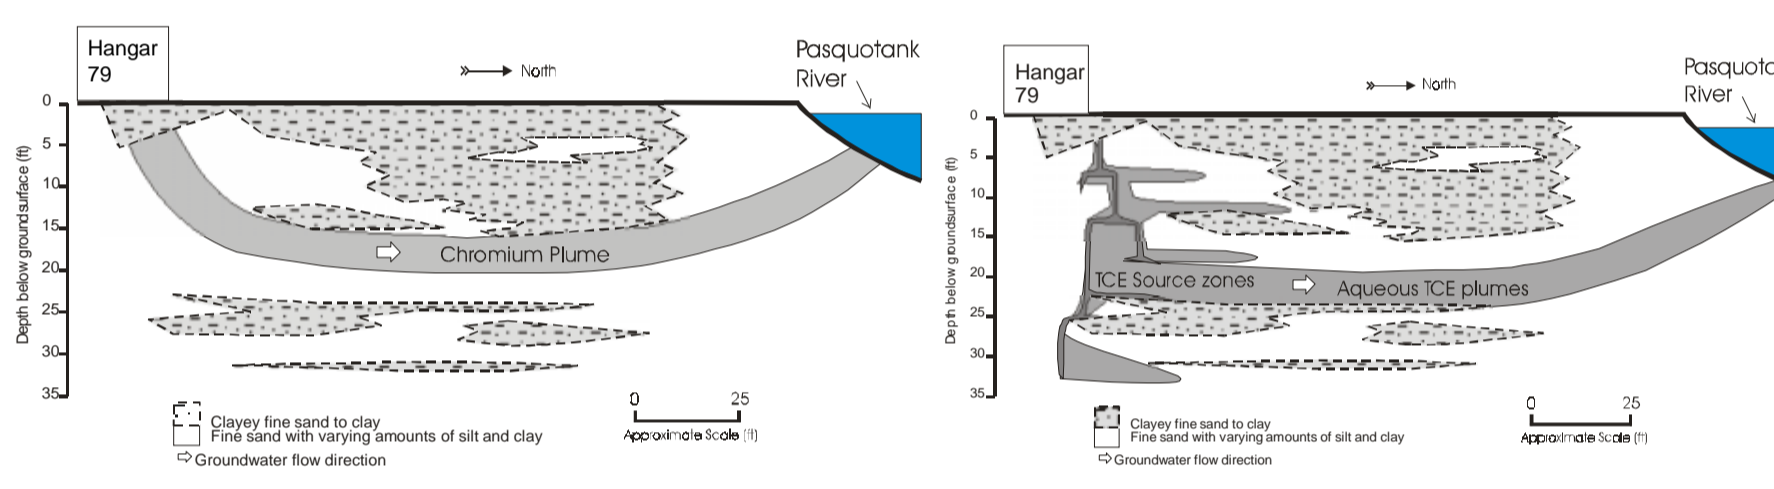 Hangar
79
North
Pasquotank
River
0
5
10
15
20
25
30
35
Depth below ground surface (ft)
Chromium Plume
Clayey fine sand to clay
Fine sand with varying amounts of silt and clay
Groundwater flow direction
0 25
Approximate Scale (ft)
Hangar
79
North
Pasquota
River
0
5
10
15
20
25
30
35
Depth below groundsurface (ft)
TCE Source zones
Aqueous TCE plumes
Clayey fine sand to clay
Fine sand with varying amounts of silt and clay
Groundwater flow direction
0 25
Approximate Scale (ft)